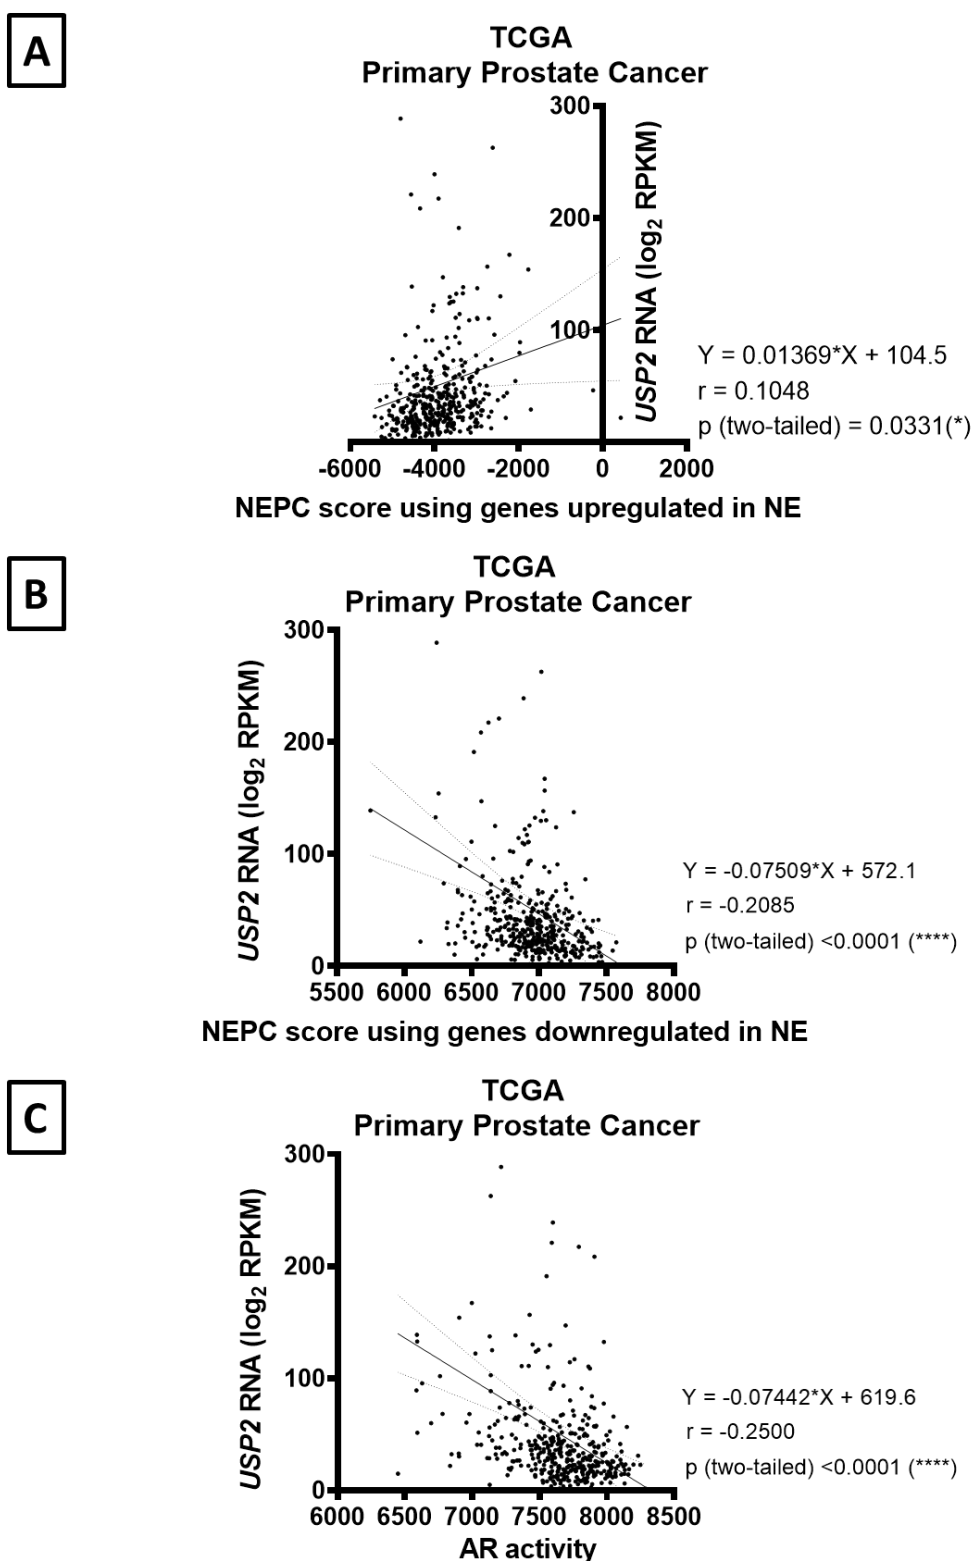 A
TCGA
Primary Prostate Cancer
300
200
100
USP2 RNA (log2 RPKM)
Y = 0.01369*X + 104.5
r = 0.1048
p (two-tailed) = 0.0331(*)
-6000 -4000 -2000 0 2000
NEPC score using genes upregulated in NE
B
TCGA
Primary Prostate Cancer
300
200
100
0
USP2 RNA (log2 RPKM)
Y = -0.07509*X + 572.1
r = -0.2085
p (two-tailed) <0.0001 (****)
5500 6000 6500 7000 7500 8000
NEPC score using genes downregulated in NE
C
TCGA
Primary Prostate Cancer
300
200
100
0
USP2 RNA (log2 RPKM)
Y = -0.07442*X + 619.6
r = -0.2500
p (two-tailed) <0.0001 (****)
6000 6500 7000 7500 8000 8500
AR activity